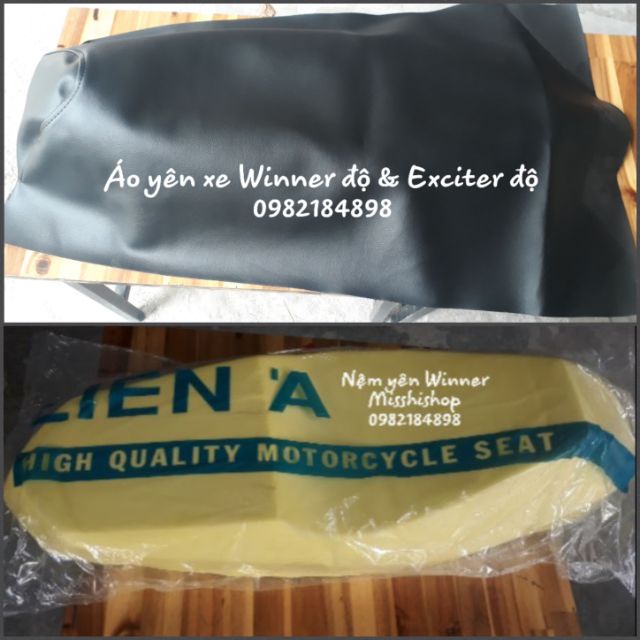 Áo yên xe Winner độ & Exciter độ
0982184898
LIEN 'A
Nệm yên Winner
Misshishop
0982184898
HIGH QUALITY MOTORCYCLE SEAT